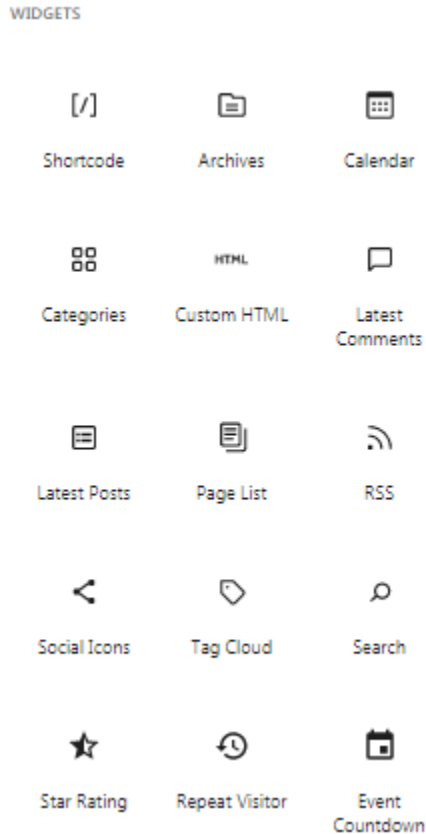 WIDGETS
[/]
Shortcode
Archives
Calendar
Categories
HTML
Custom HTML
Latest
Comments
Latest Posts
Page List
RSS
Social Icons
Tag Cloud
Search
Star Rating
Repeat Visitor
Event
Countdown